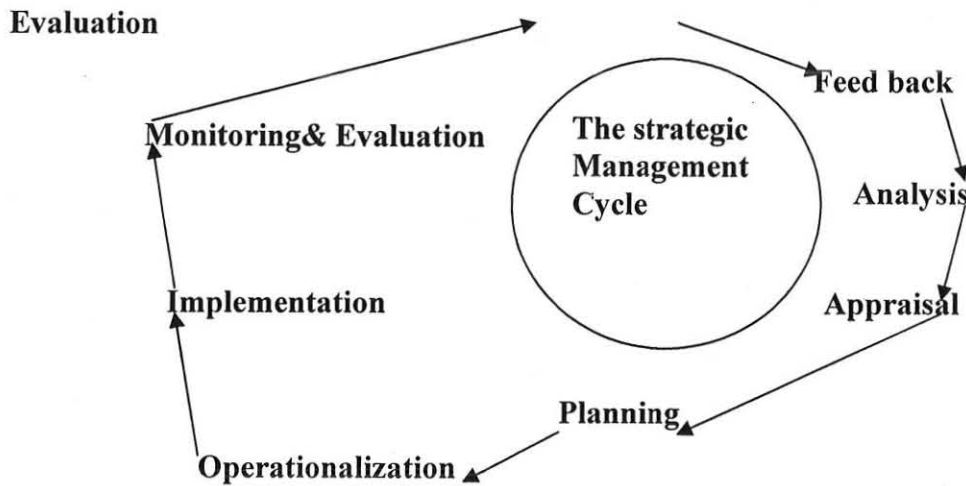 Evaluation
Feed back
Monitoring& Evaluation
The strategic
Management
Cycle
Analysis
Implementation
Appraisal
Planning
Operationalization